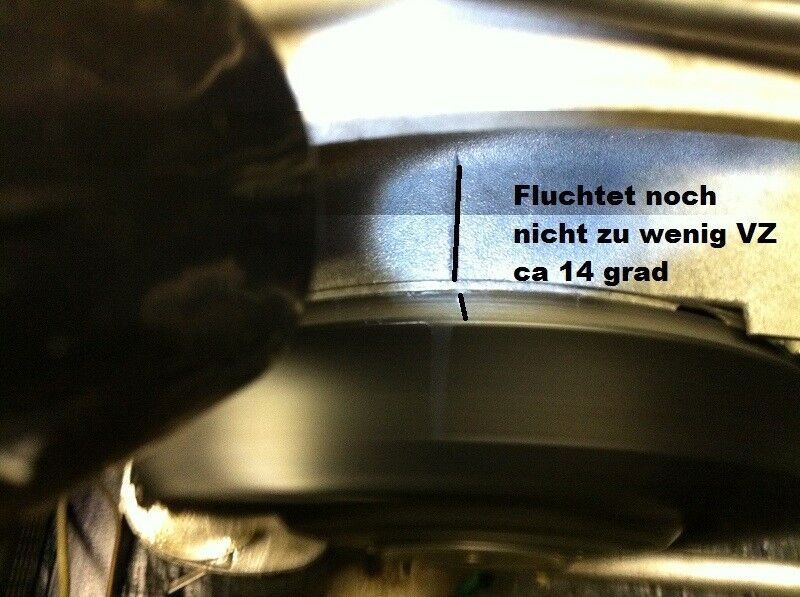 Fluchtet noch
nicht zu wenig VZ
ca 14 grad